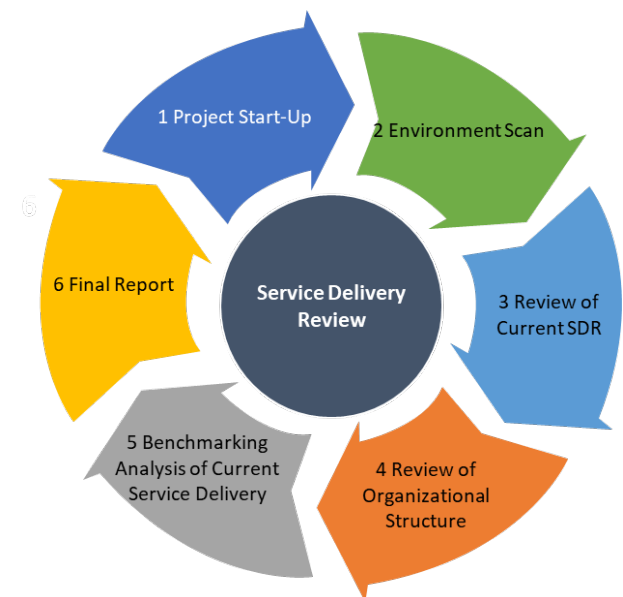 1 Project Start-Up
2 Environment Scan
3 Review of
Current SDR
4 Review of
Organizational
Structure
5 Benchmarking
Analysis of Current
Service Delivery
6 Final Report
6
Service Delivery
Review